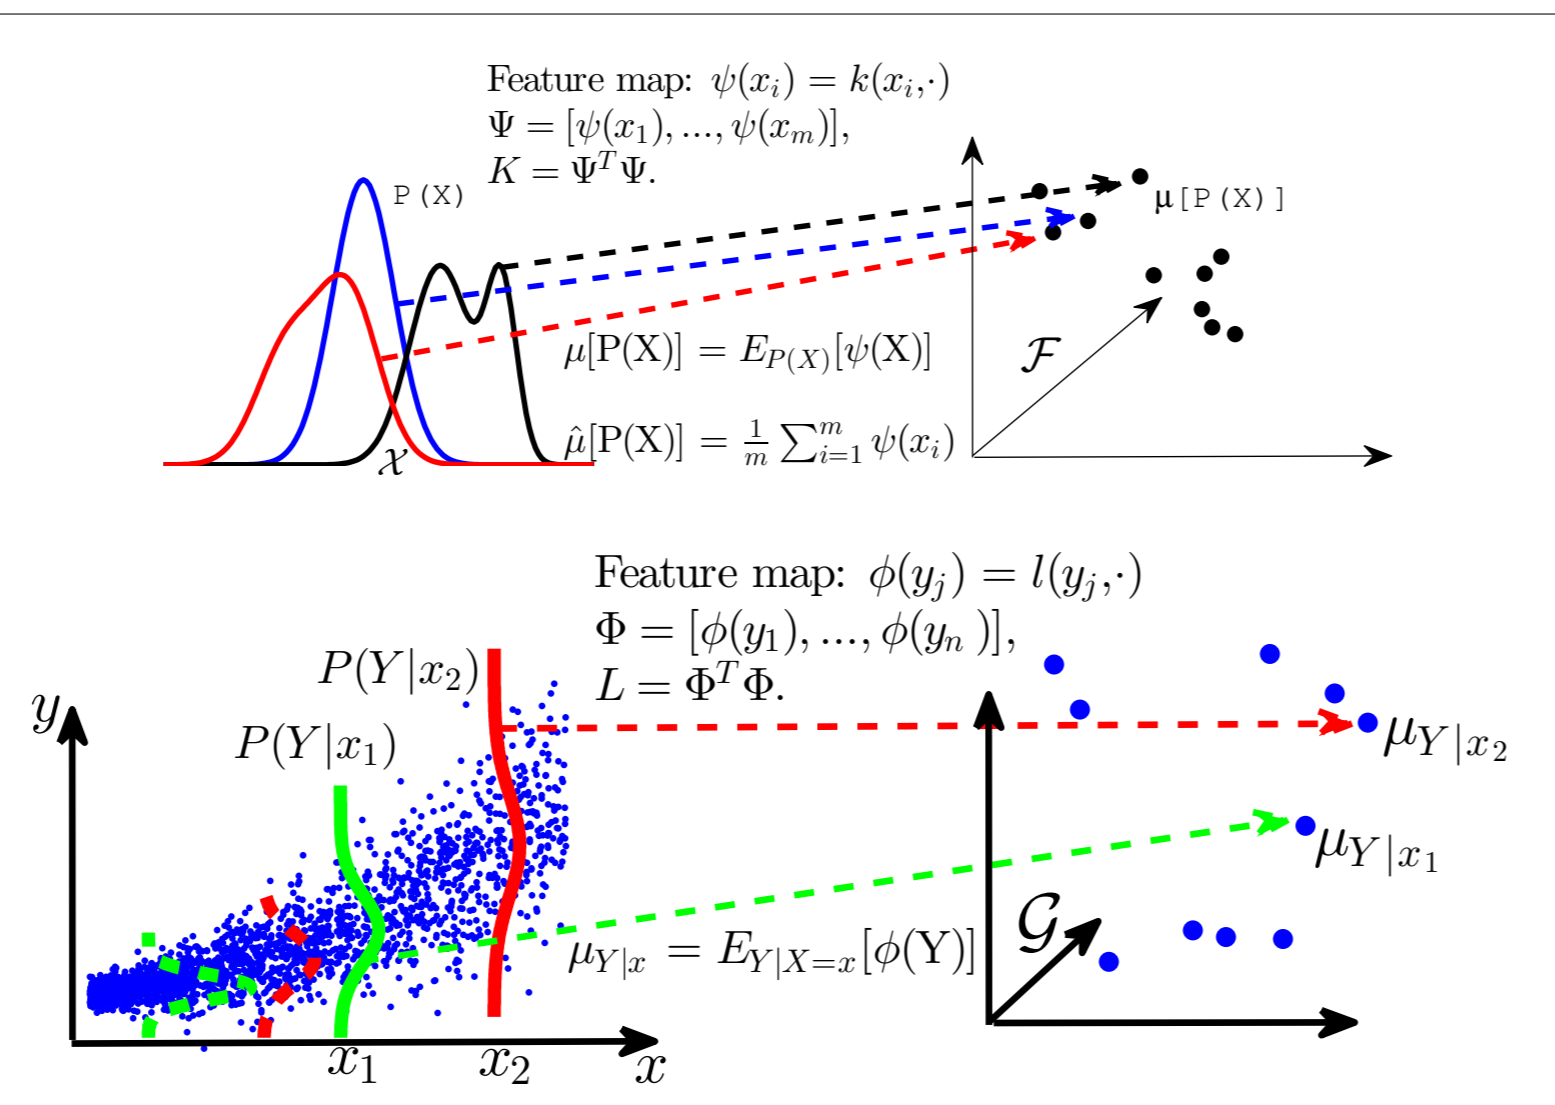 Feature map: ψ(x_i) = k(x_i,·)
Ψ = [ψ(x_1), ..., ψ(x_m)],
K = Ψ^T Ψ.
P(X)
μ[P(X)]
μ[P(X)] = E_{P(X)}[ψ(X)]
ℱ
μ̂[P(X)] = \frac{1}{m} ∑_{i=1}^{m} ψ(x_i)
𝒳
Feature map: φ(y_j) = l(y_j,·)
Φ = [φ(y_1), ..., φ(y_n )],
L = Φ^T Φ.
P(Y|x_2)
y
P(Y|x_1)
μ_{Y|x_2}
μ_{Y|x_1}
𝒢
μ_{Y|x} = E_{Y|X=x}[φ(Y)]
x_1
x_2
x